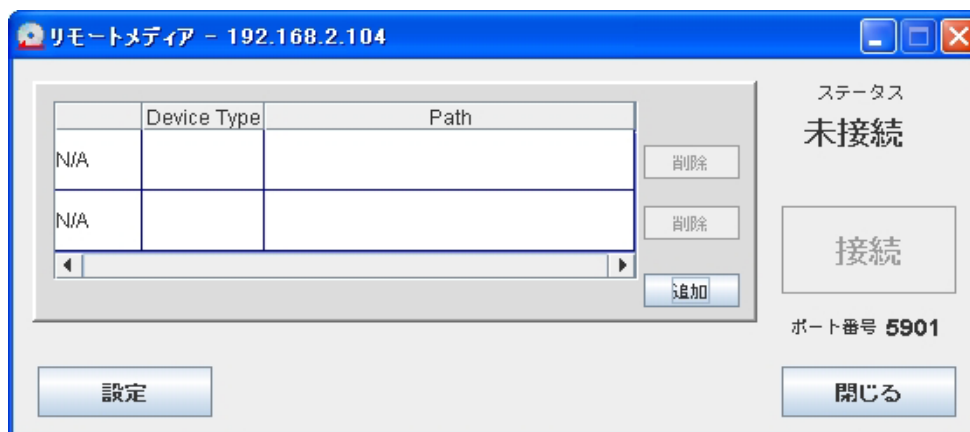 リモートメディア - 192.168.2.104
Device Type Path
N/A
削除
N/A
削除
追加
ステータス
未接続
接続
ポート番号 5901
設定
閉じる